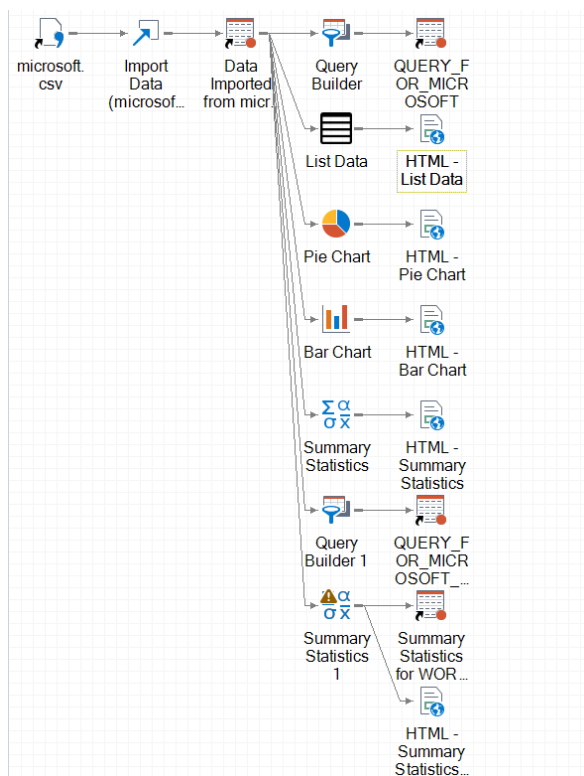 microsoft.
csv
Import
Data
(microsof...
Data
Imported
from micr...
Query
Builder
QUERY_F
OR_MICR
OSOFT
List Data
HTML -
List Data
Pie Chart
HTML -
Pie Chart
Bar Chart
HTML -
Bar Chart
Summary
Statistics
HTML -
Summary
Statistics
Query
Builder 1
QUERY_F
OR_MICR
OSOFT_...
Summary
Statistics
1
Summary
Statistics
for WOR...
HTML -
Summary
Statistics...